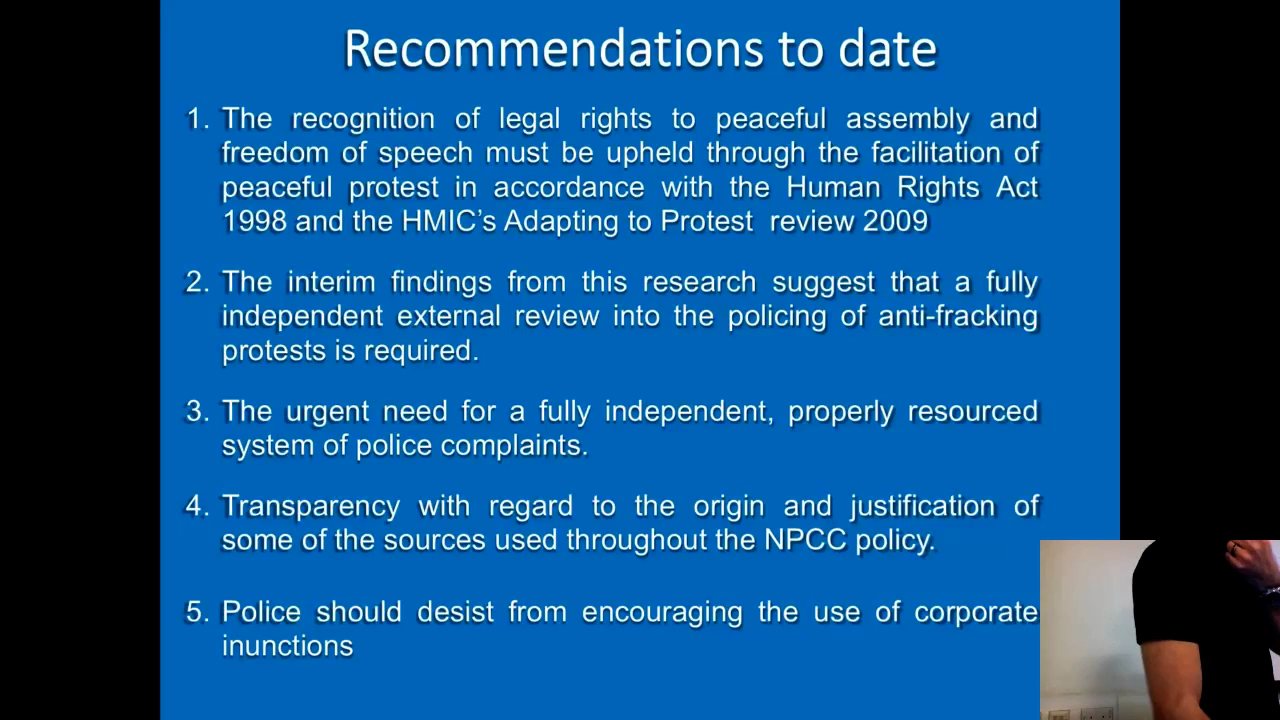 Recommendations to date
1. The recognition of legal rights to peaceful assembly and
freedom of speech must be upheld through the facilitation of
peaceful protest in accordance with the Human Rights Act
1998 and the HMIC’s Adapting to Protest review 2009
2. The interim findings from this research suggest that a fully
independent external review into the policing of anti-fracking
protests is required.
3. The urgent need for a fully independent, properly resourced
system of police complaints.
4. Transparency with regard to the origin and justification of
some of the sources used throughout the NPCC policy.
5. Police should desist from encouraging the use of corporate
inunctions